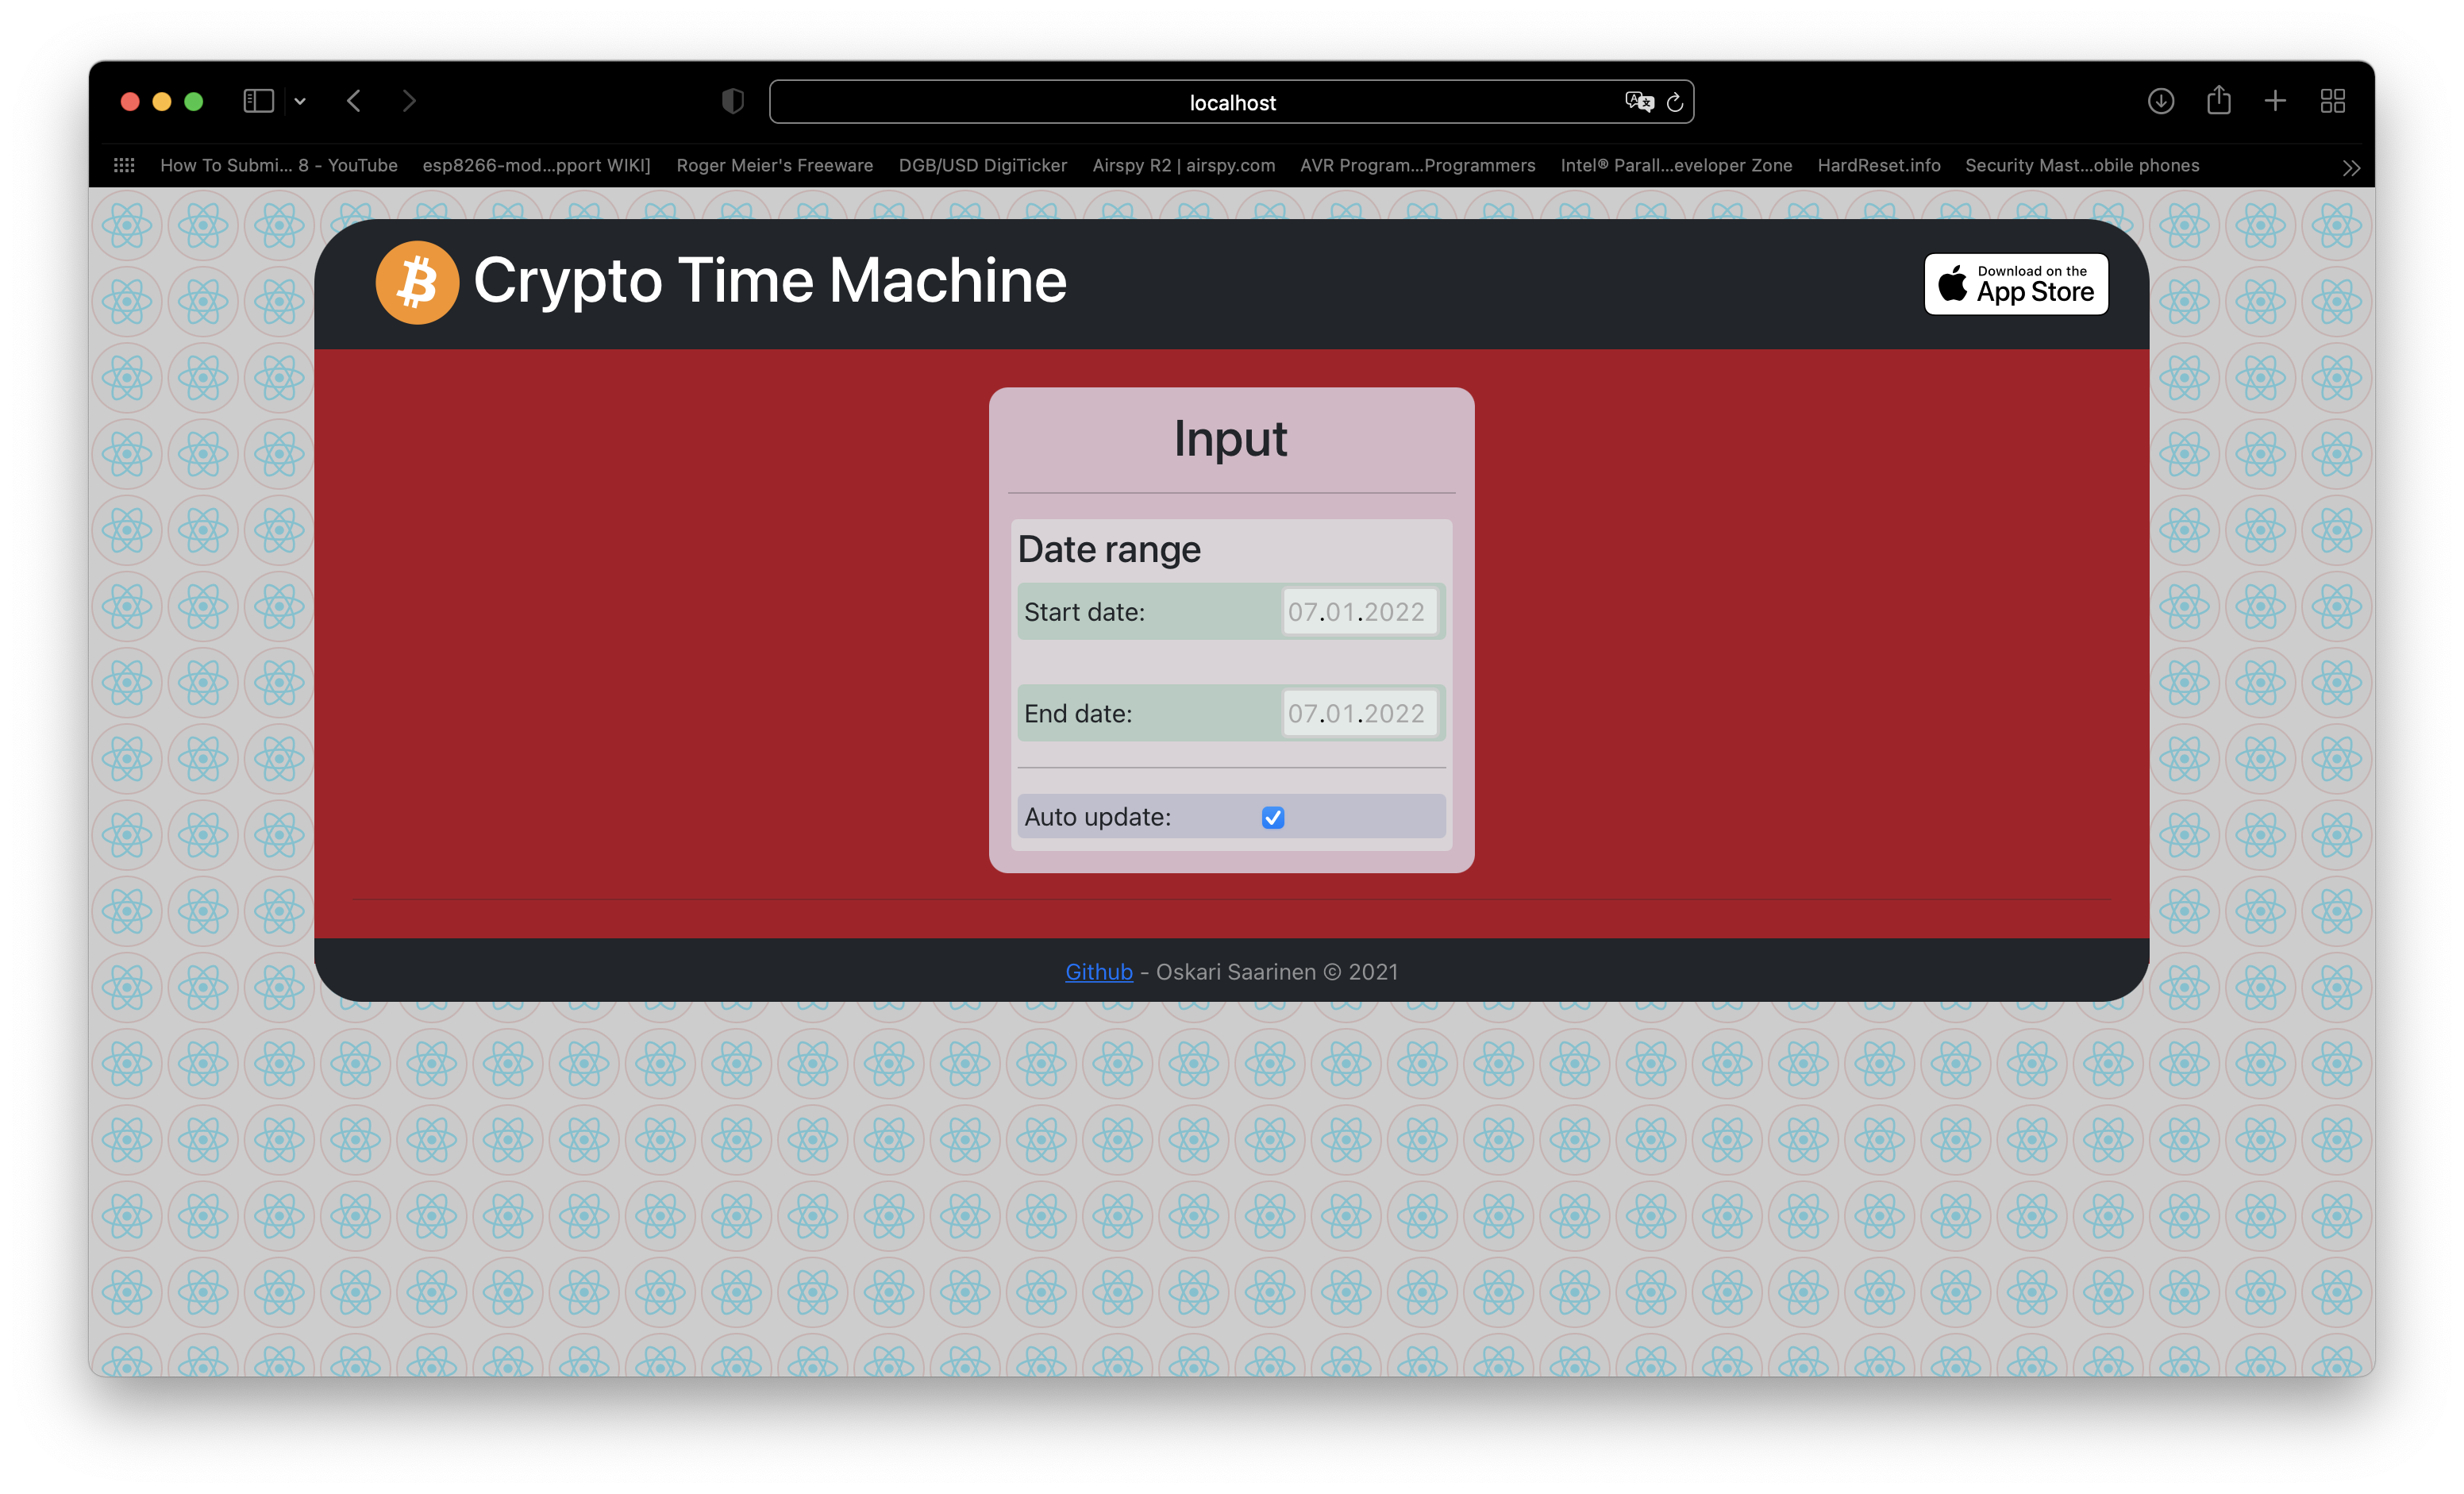 localhost
How To Submi... 8 - YouTube
esp8266-mod...pport WIKI]
Roger Meier's Freeware
DGB/USD DigiTicker
Airspy R2 | airspy.com
AVR Program...Programmers
Intel® Parall...eveloper Zone
HardReset.info
Security Mast...obile phones
Crypto Time Machine
Download on the
App Store
Input
Date range
Start date: 07.01.2022
End date: 07.01.2022
Auto update:
Github - Oskari Saarinen © 2021